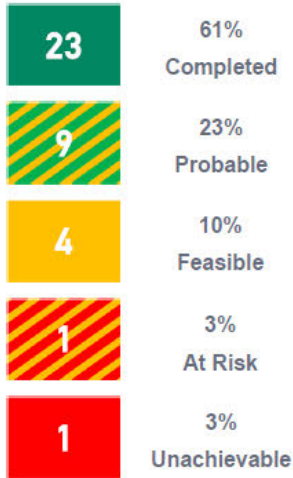 23
61%
Completed
9
23%
Probable
4
10%
Feasible
1
3%
At Risk
1
3%
Unachievable